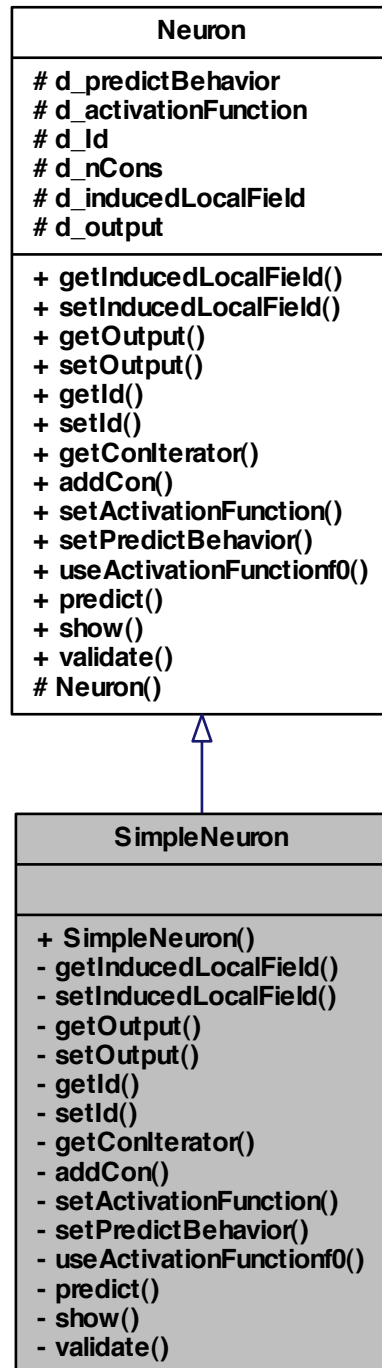 Neuron
# d_predictBehavior
# d_activationFunction
# d_Id
# d_nCons
# d_inducedLocalField
# d_output
+ getInducedLocalField()
+ setInducedLocalField()
+ getOutput()
+ setOutput()
+ getId()
+ setId()
+ getConIterator()
+ addCon()
+ setActivationFunction()
+ setPredictBehavior()
+ useActivationFunctionf0()
+ predict()
+ show()
+ validate()
# Neuron()
SimpleNeuron
+ SimpleNeuron()
- getInducedLocalField()
- setInducedLocalField()
- getOutput()
- setOutput()
- getId()
- setId()
- getConIterator()
- addCon()
- setActivationFunction()
- setPredictBehavior()
- useActivationFunctionf0()
- predict()
- show()
- validate()